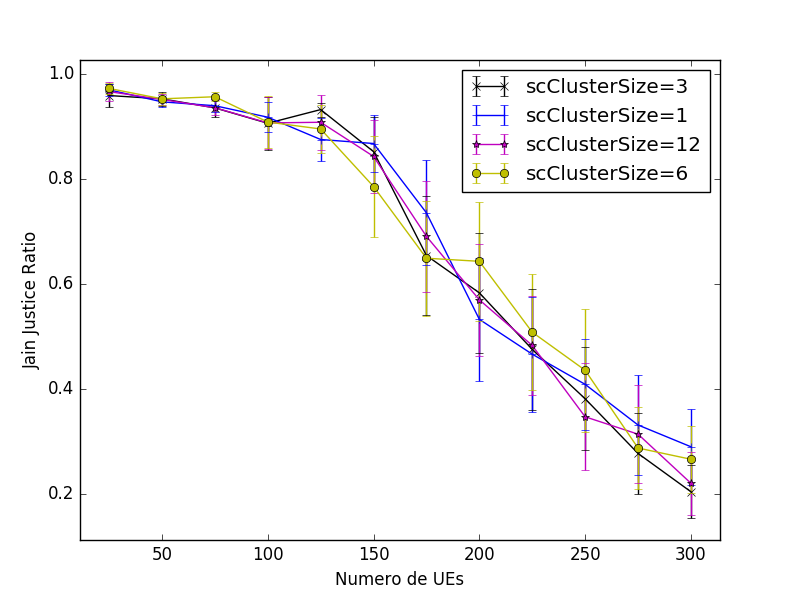 scClusterSize=3
scClusterSize=1
scClusterSize=12
scClusterSize=6
1.0
0.8
0.6
0.4
0.2
Jain Justice Ratio
50 100 150 200 250 300
Numero de UEs